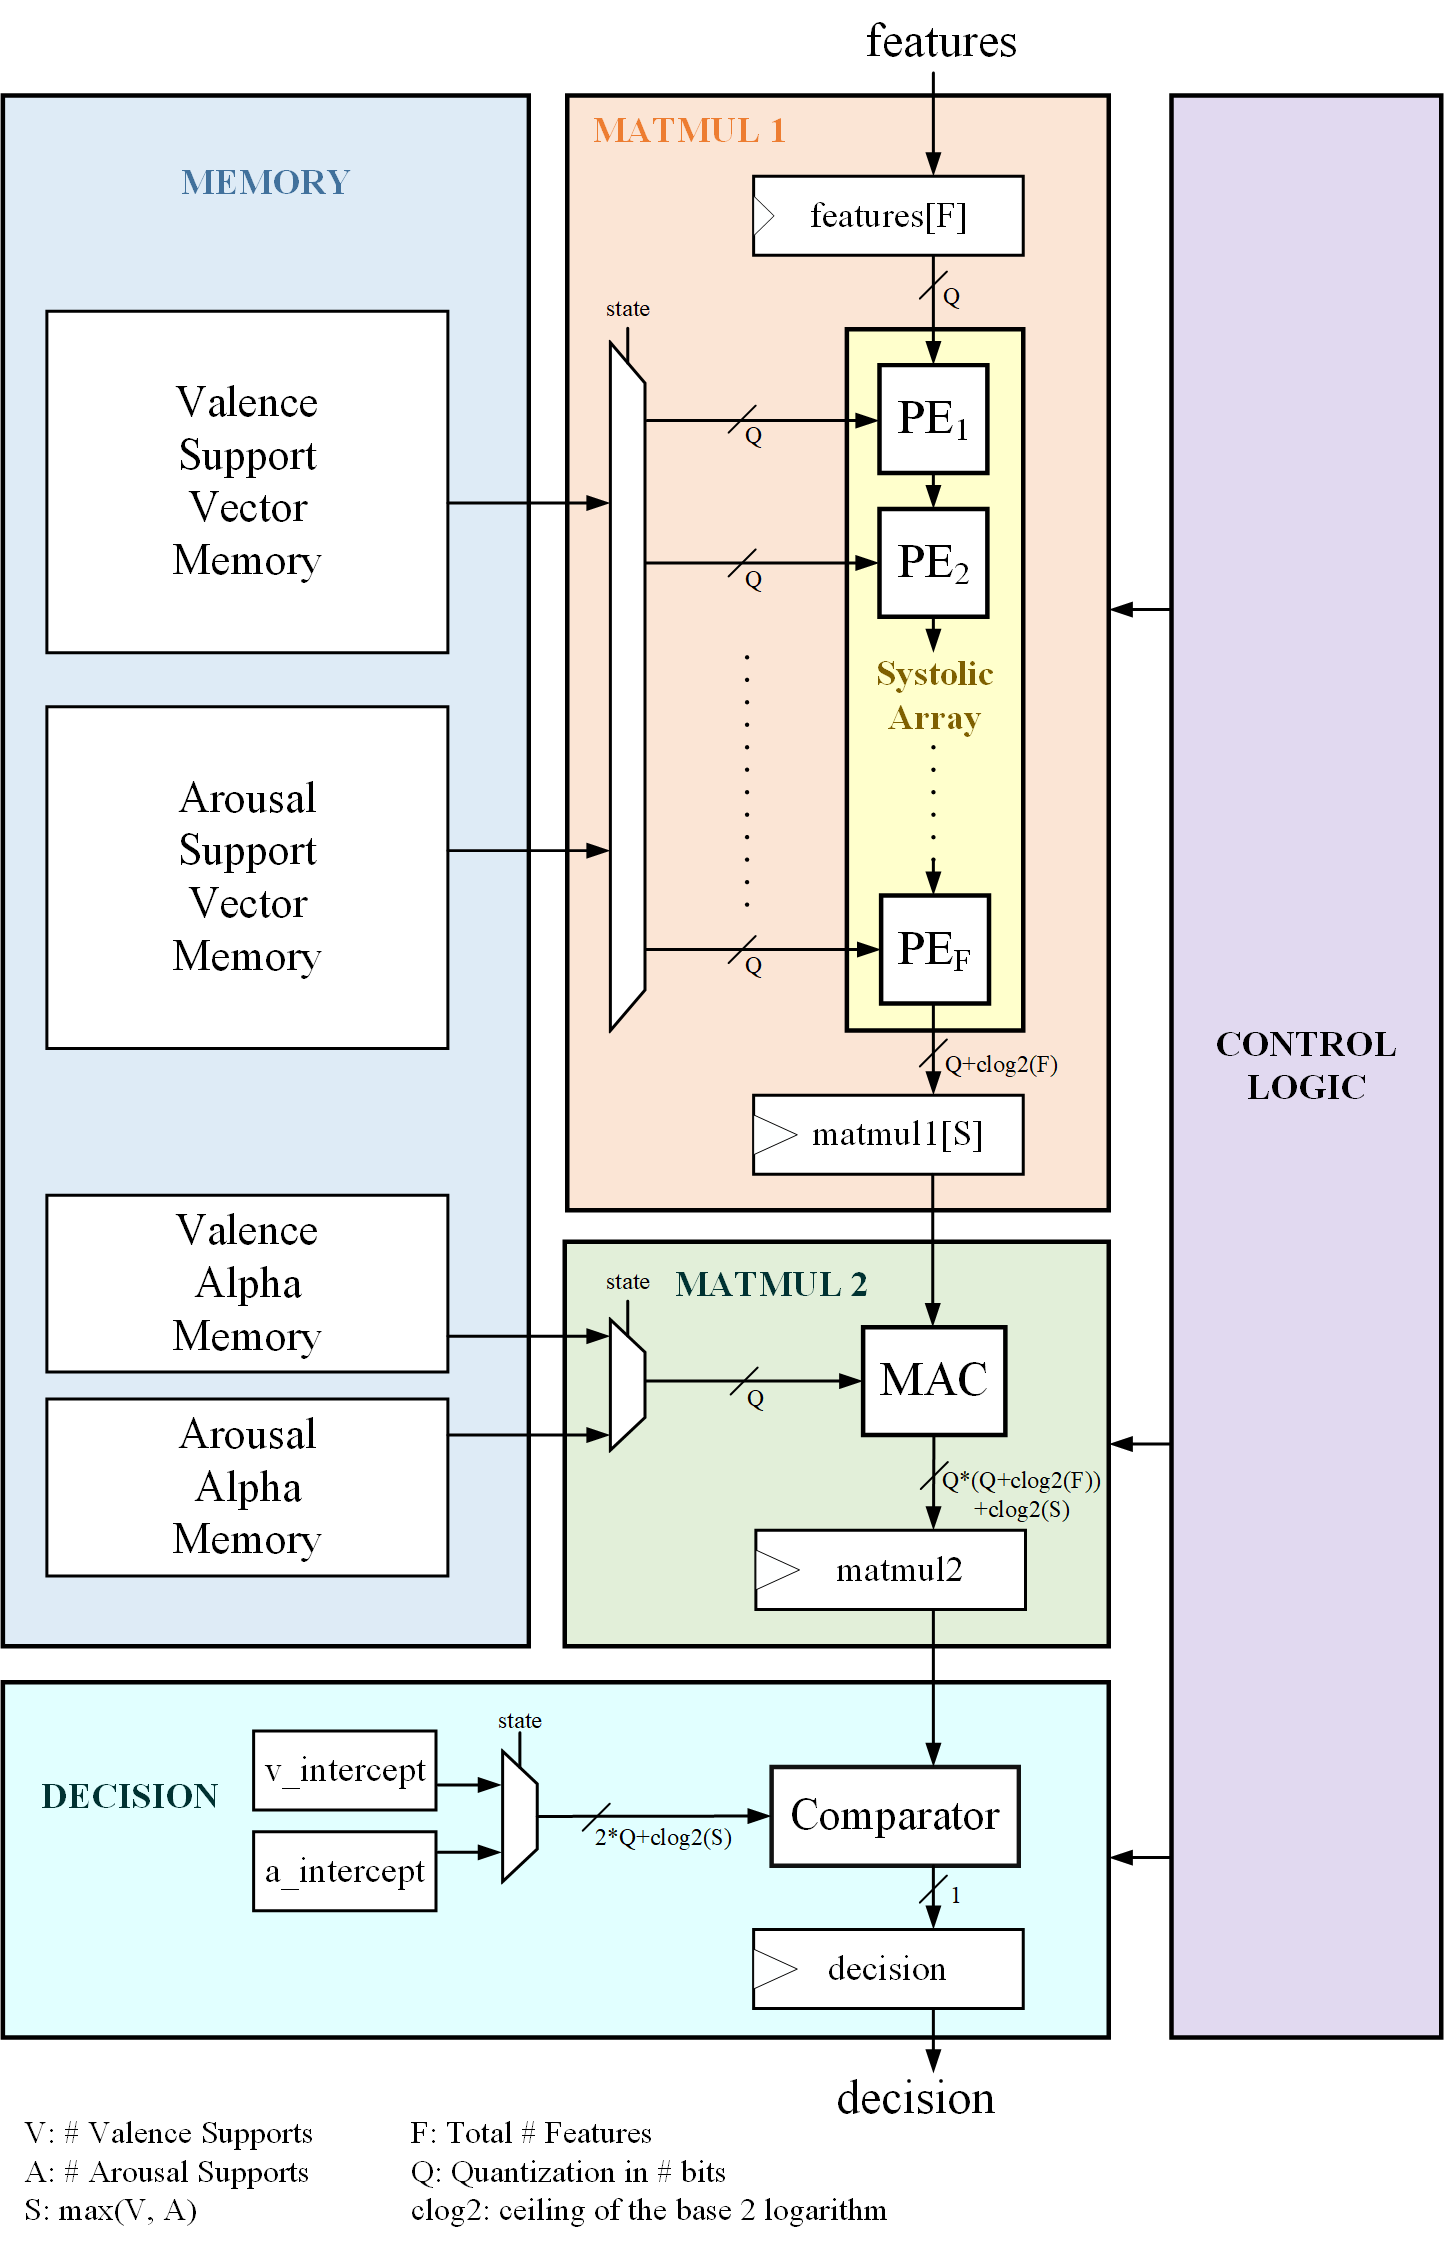 features
MEMORY
Valence
Support
Vector
Memory
Arousal
Support
Vector
Memory
Valence
Alpha
Memory
Arousal
Alpha
Memory
MATMUL 1
features[F]
Q
state
Q
PE1
Q
PE2
Systolic
Array
Q
PEF
Q+clog2(F)
matmul1[S]
MATMUL 2
state
Q
MAC
Q*(Q+clog2(F))
+clog2(S)
matmul2
CONTROL
LOGIC
DECISION
v_intercept
a_intercept
state
2*Q+clog2(S)
Comparator
1
decision
decision
V: # Valence Supports
A: # Arousal Supports
S: max(V, A)
F: Total # Features
Q: Quantization in # bits
clog2: ceiling of the base 2 logarithm